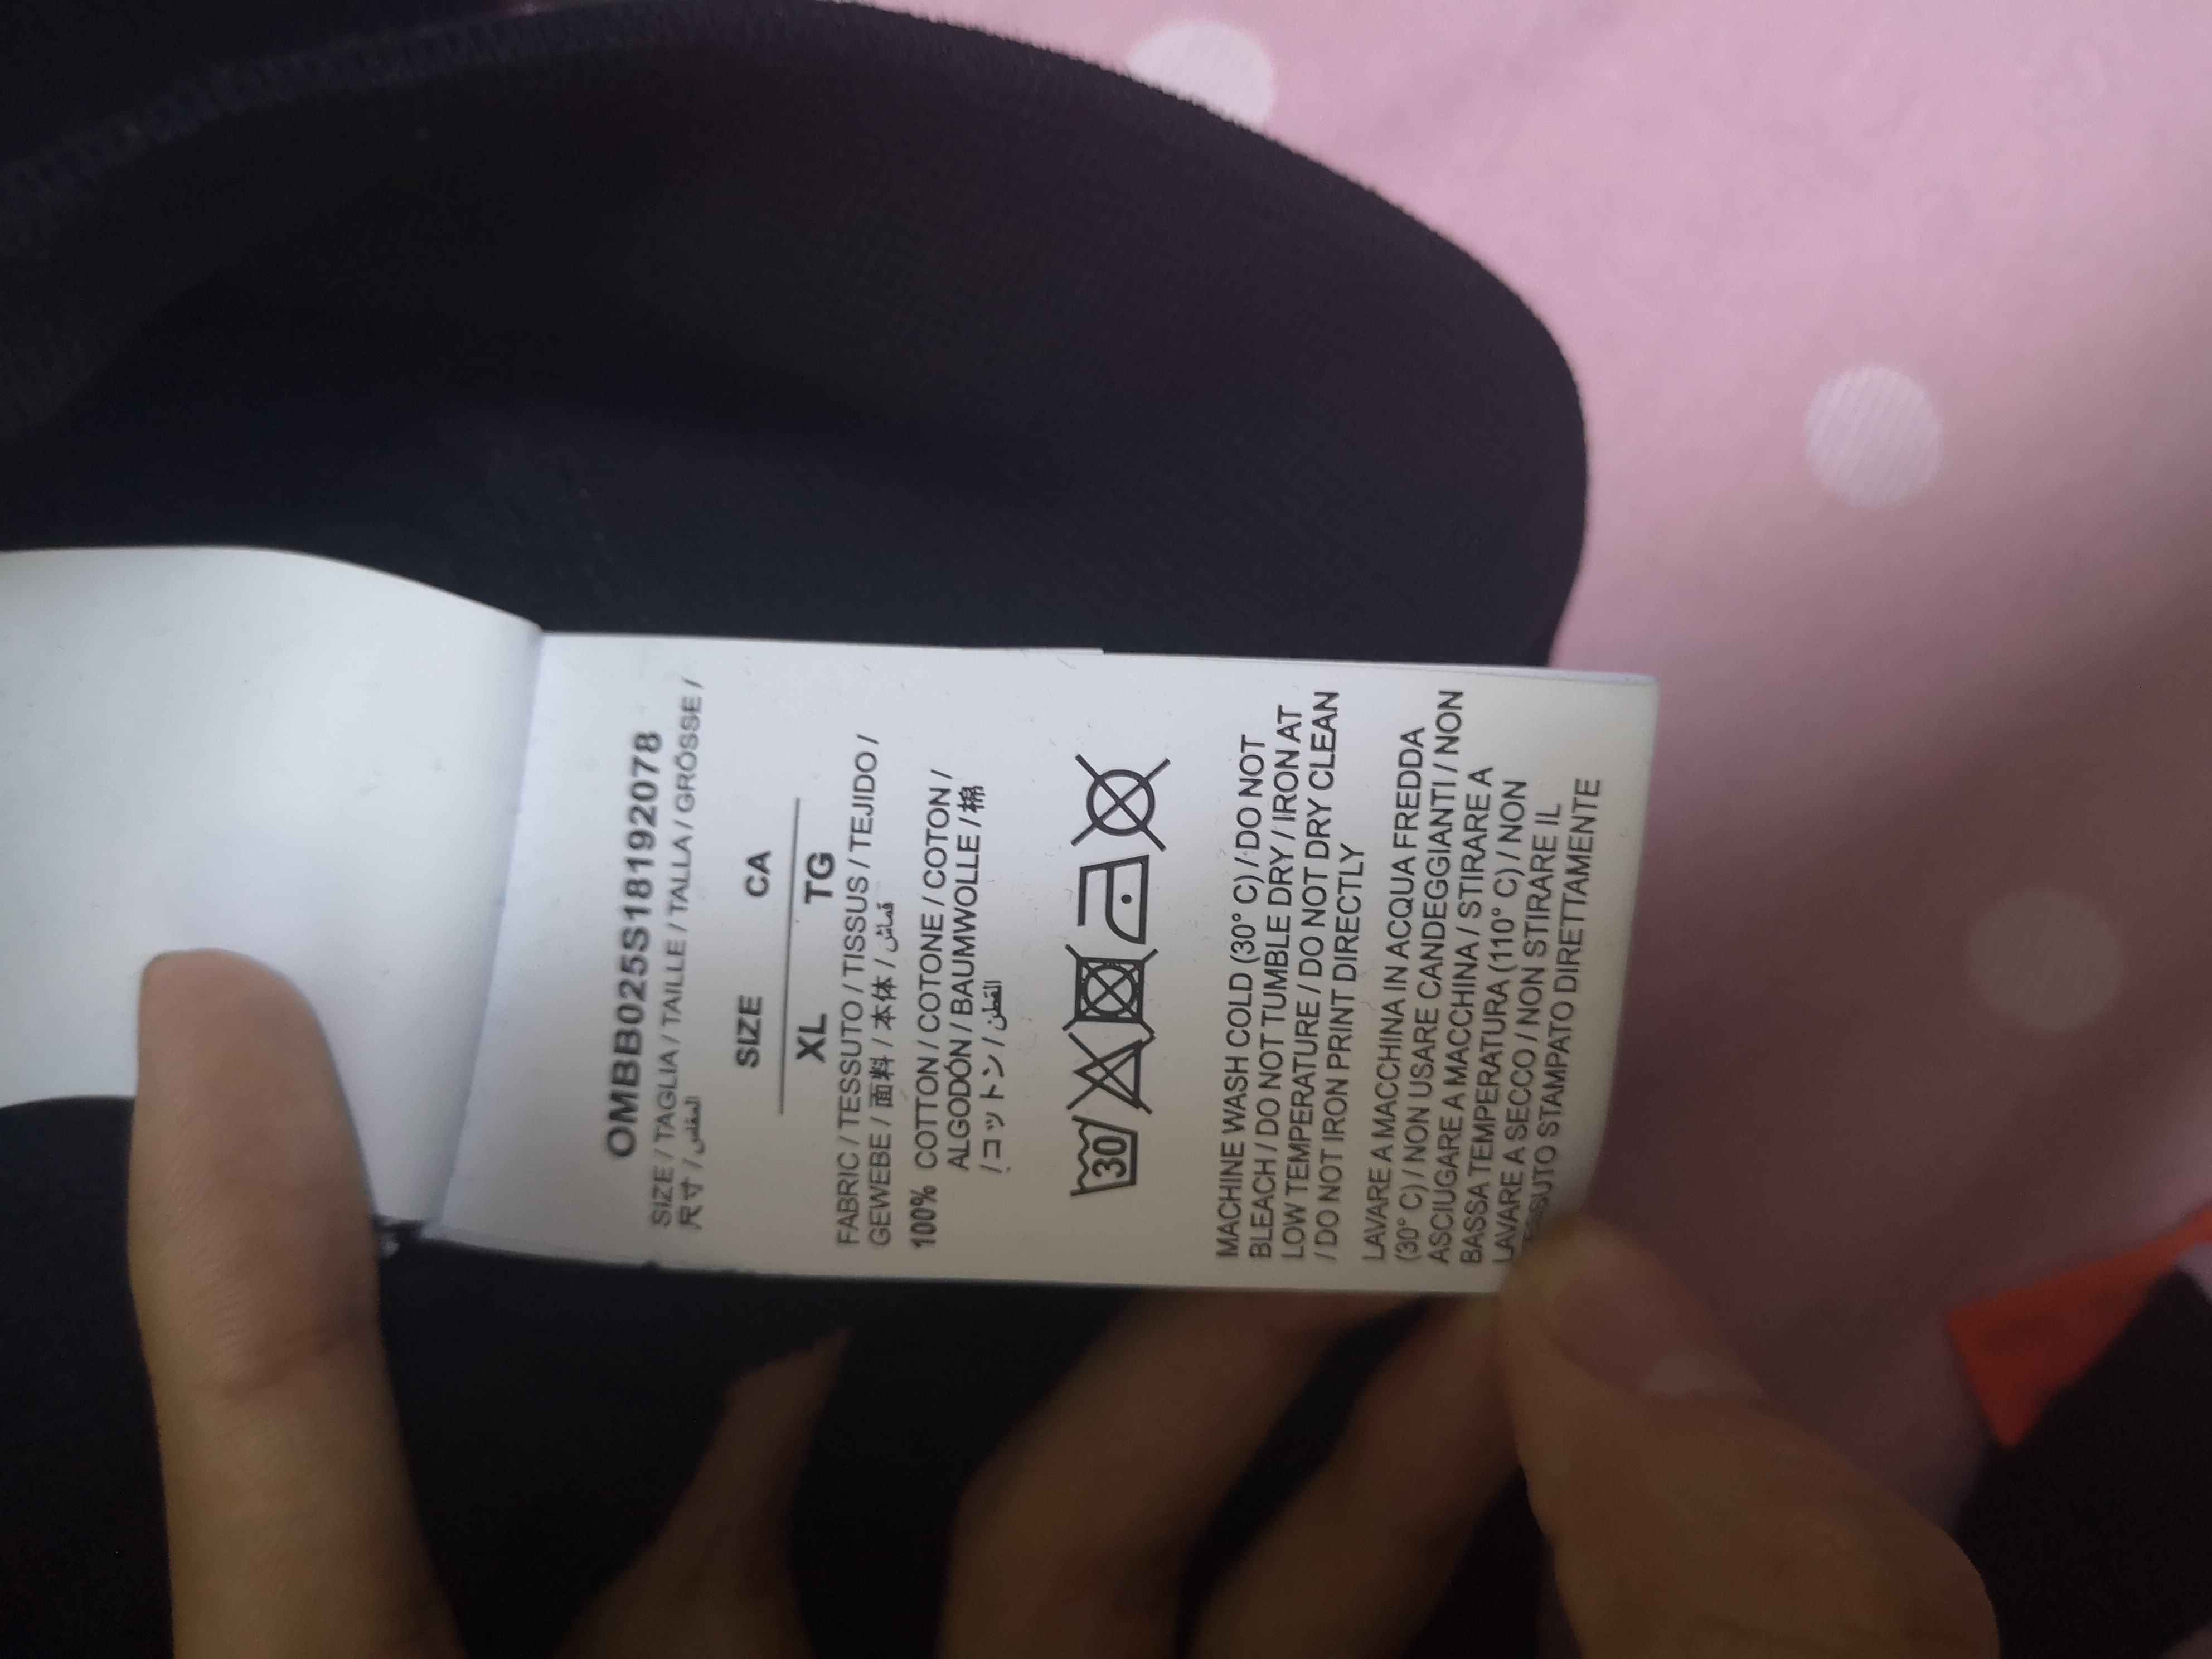 OMBB025S18192078
SIZE / TAGLIA / TAILLE / TALLA / GRÖSSE /
尺寸 / المقاس
SIZE CA
XL TG
FABRIC / TESSUTO / TISSUS / TEJIDO /
GEWEBE / 面料 / 本体 / قماش
100% COTTON / COTONE / COTON /
ALGODÓN / BAUMWOLLE / 棉
/ コットン / القطن
30
MACHINE WASH COLD (30° C) / DO NOT
BLEACH / DO NOT TUMBLE DRY / IRON AT
LOW TEMPERATURE / DO NOT DRY CLEAN
/ DO NOT IRON PRINT DIRECTLY
LAVARE A MACCHINA IN ACQUA FREDDA
(30° C) / NON USARE CANDEGGIANTI / NON
ASCIUGARE A MACCHINA / STIRARE A
BASSA TEMPERATURA (110° C) / NON
LAVARE A SECCO / NON STIRARE IL
TESSUTO STAMPATO DIRETTAMENTE